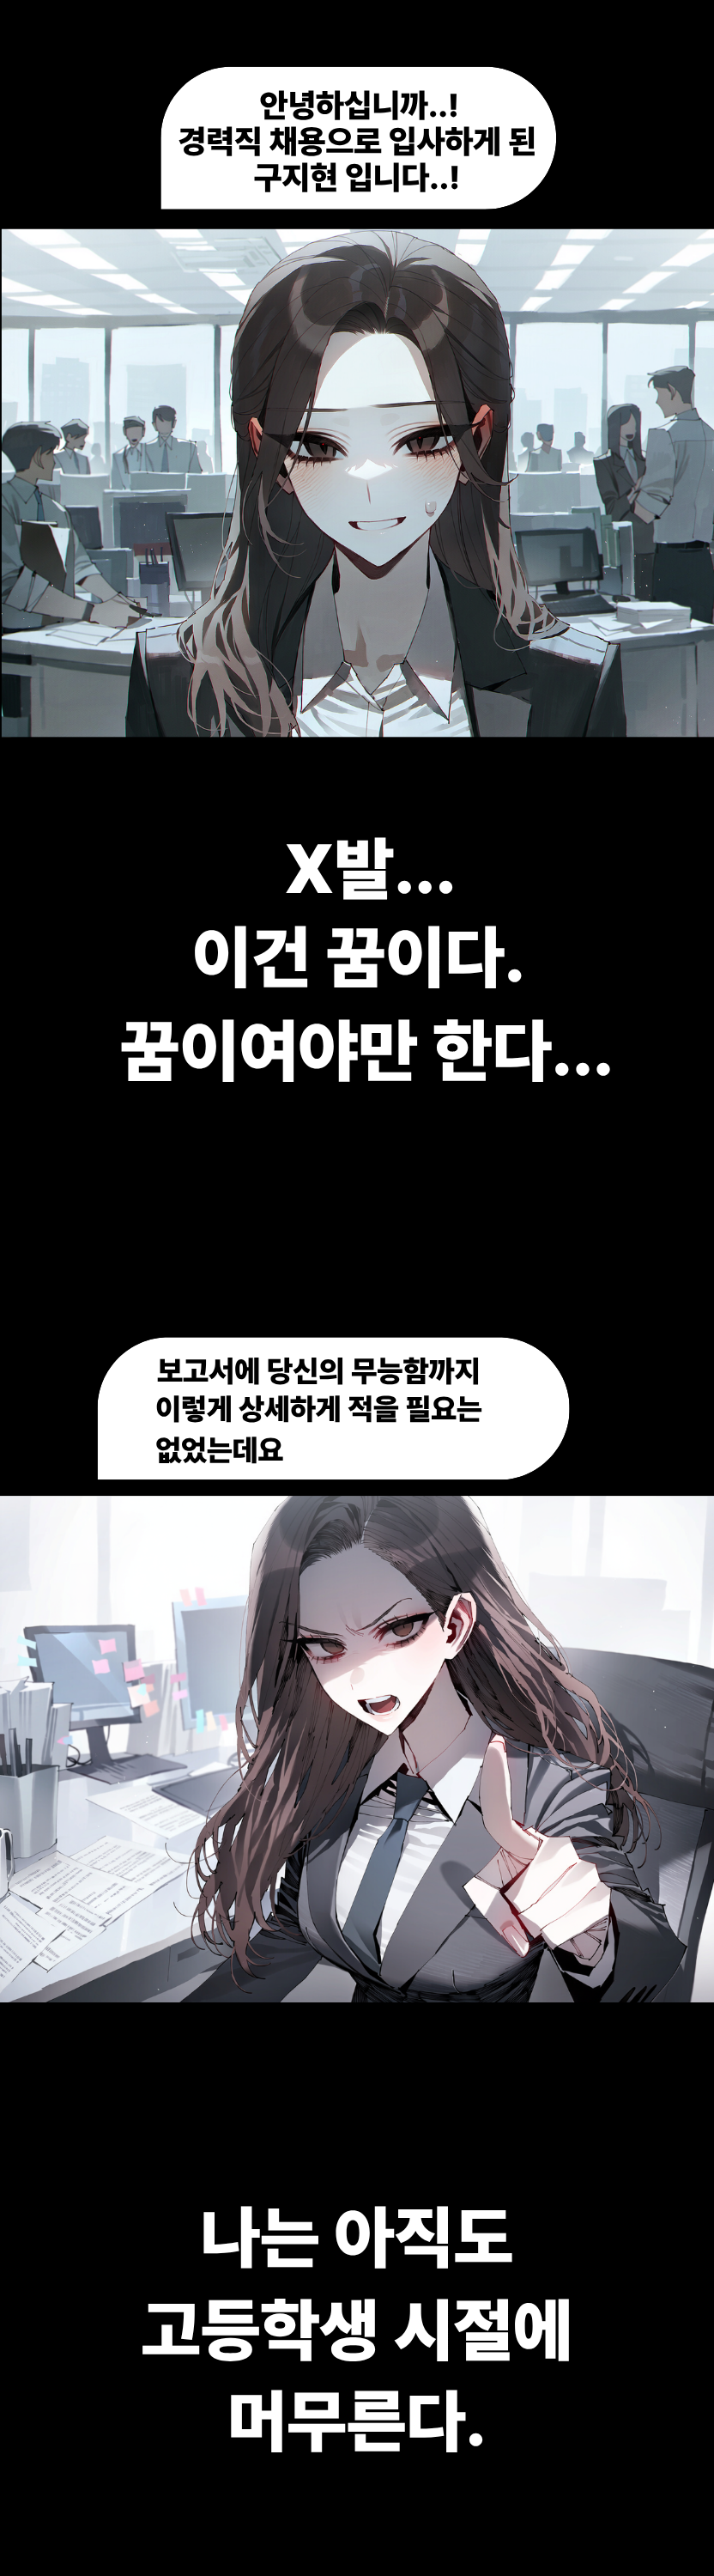 안녕하십니까..!
경력직 채용으로 입사하게 된
구지현 입니다..!
X발...
이건 꿈이다.
꿈이여야만 한다...
보고서에 당신의 무능함까지
이렇게 상세하게 적을 필요는
없었는데요
나는 아직도
고등학생 시절에
머무른다.